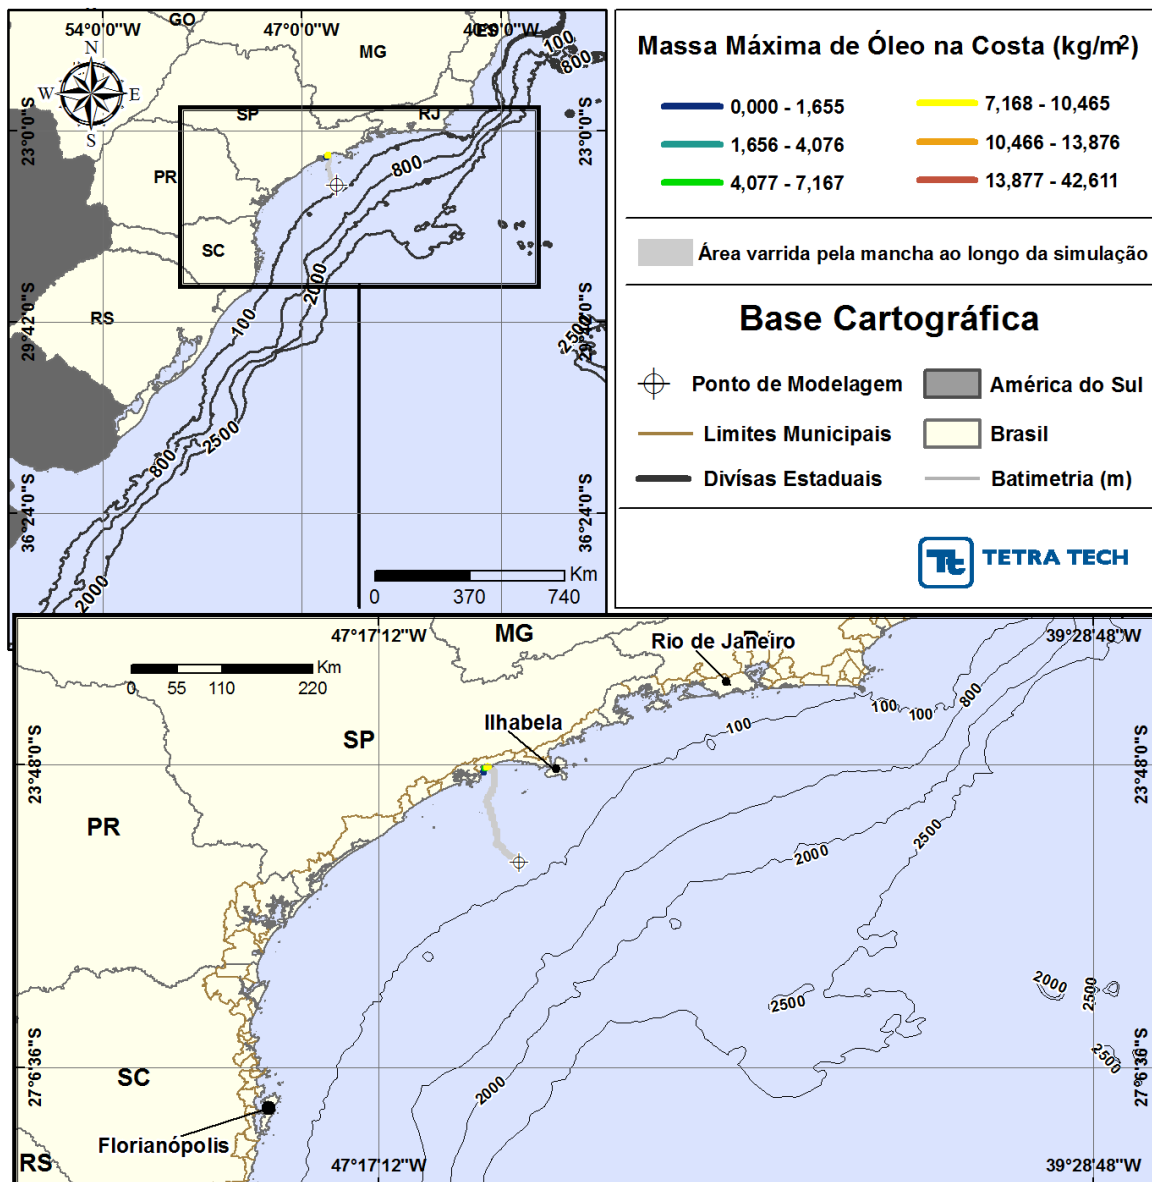 54°0'0"W
47°0'0"W
40°0'0"W
GO
ES
MG
N
W
E
S
SP
RJ
PR
SC
RS
100
800
800
2000
100
2500
2500
800
2000
23°0'0"S
23°0'0"S
29°42'0"S
29°42'0"S
36°24'0"S
36°24'0"S
Km
0 370 740
Massa Máxima de Óleo na Costa (kg/m²)
0,000 - 1,655
7,168 - 10,465
1,656 - 4,076
10,466 - 13,876
4,077 - 7,167
13,877 - 42,611
Área varrida pela mancha ao longo da simulação
Base Cartográfica
Ponto de Modelagem
América do Sul
Limites Municipais
Brasil
Divísas Estaduais
Batimetria (m)
Tt
TETRA TECH
47°17'12"W
MG
Rio de Janeiro
39°28'48"W
Km
0 55 110 220
Ilhabela
SP
100
100
100
800
23°48'0"S
23°48'0"S
PR
2000
2500
2500
2000
2500
2500
2000
27°6'36"S
27°6'36"S
SC
Florianópolis
RS
47°17'12"W
39°28'48"W